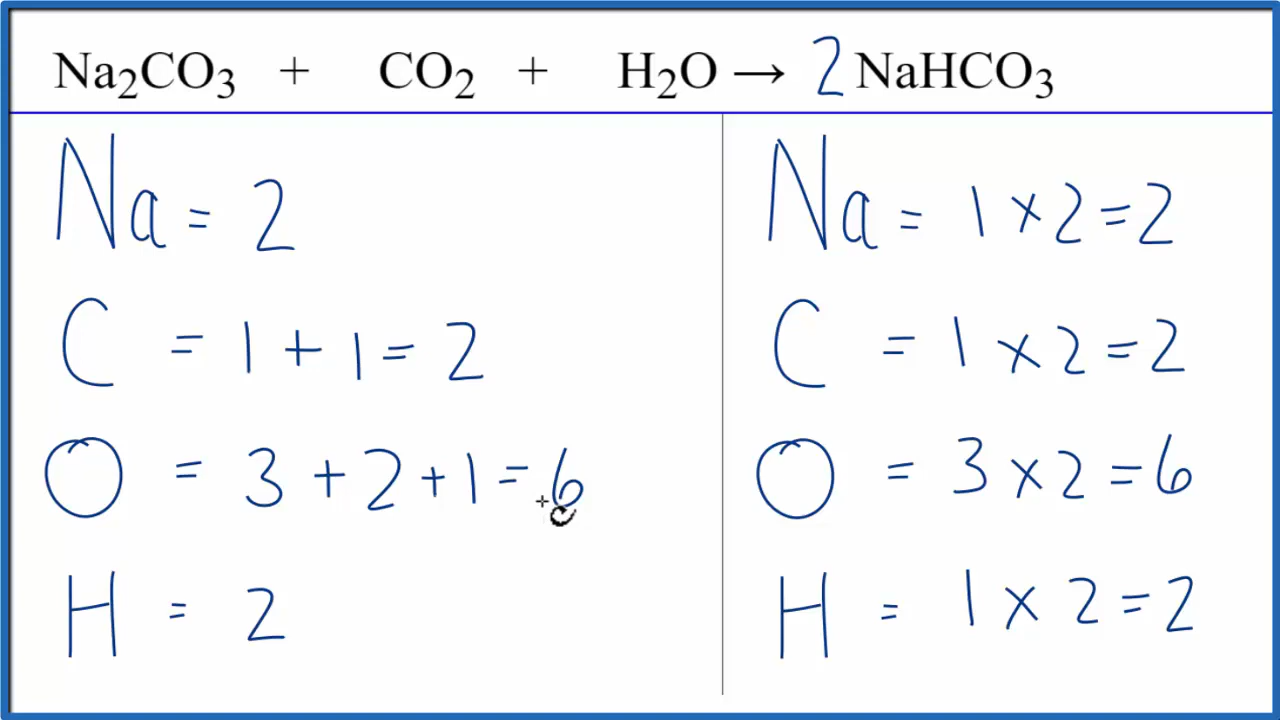 Na₂CO₃ + CO₂ + H₂O → 2 NaHCO₃
Na = 2
C = 1 + 1 = 2
O = 3 + 2 + 1 = 6
H = 2
Na = 1 × 2 = 2
C = 1 × 2 = 2
O = 3 × 2 = 6
H = 1 × 2 = 2